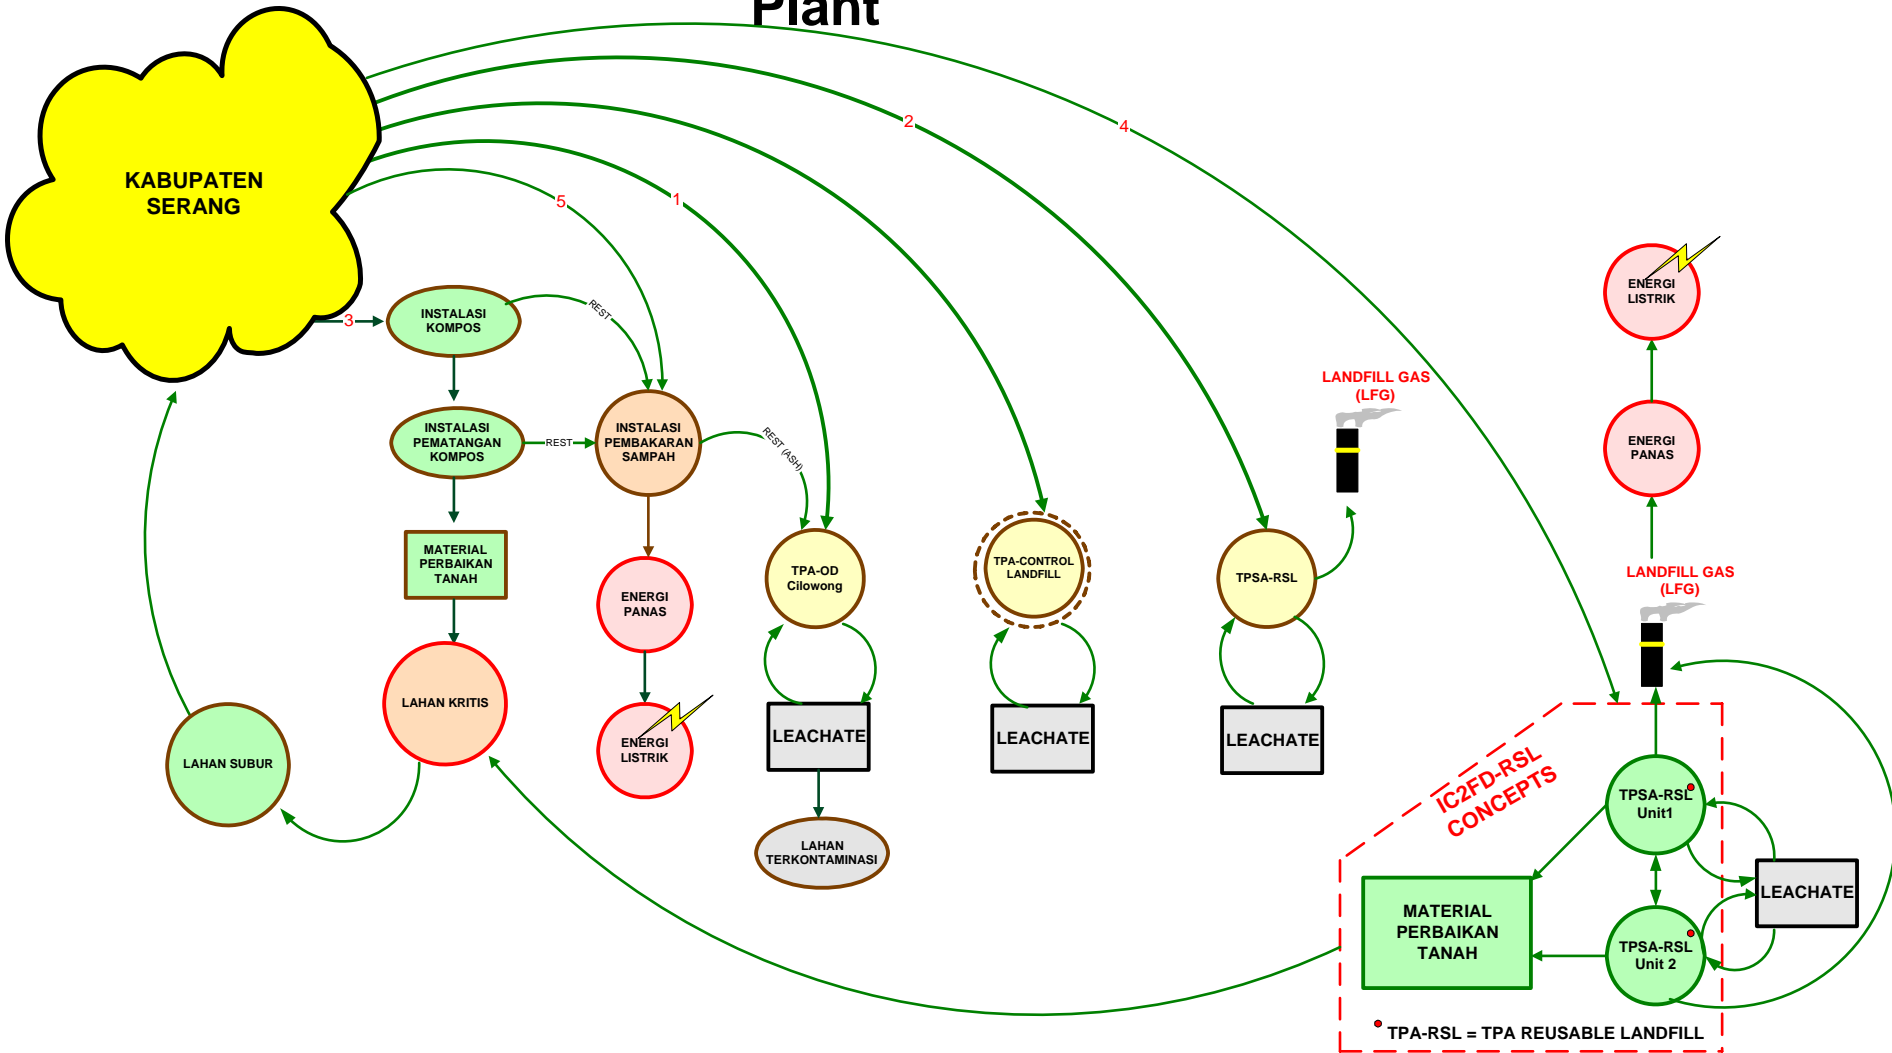 Plant
KABUPATEN
SERANG
1
2
3
4
5
INSTALASI
KOMPOS
REST
INSTALASI
PEMATANGAN
KOMPOS
REST
INSTALASI
PEMBAKARAN
SAMPAH
REST (ASH)
MATERIAL
PERBAIKAN
TANAH
LAHAN KRITIS
LAHAN SUBUR
ENERGI
PANAS
ENERGI
LISTRIK
TPA-OD
Cilowong
LEACHATE
LAHAN
TERKONTAMINASI
TPA-CONTROL
LANDFILL
LEACHATE
TPSA-RSL
LEACHATE
LANDFILL GAS
(LFG)
ENERGI
LISTRIK
ENERGI
PANAS
LANDFILL GAS
(LFG)
IC2FD-RSL
CONCEPTS
TPSA-RSL
Unit1
TPSA-RSL
Unit 2
LEACHATE
MATERIAL
PERBAIKAN
TANAH
TPA-RSL = TPA REUSABLE LANDFILL